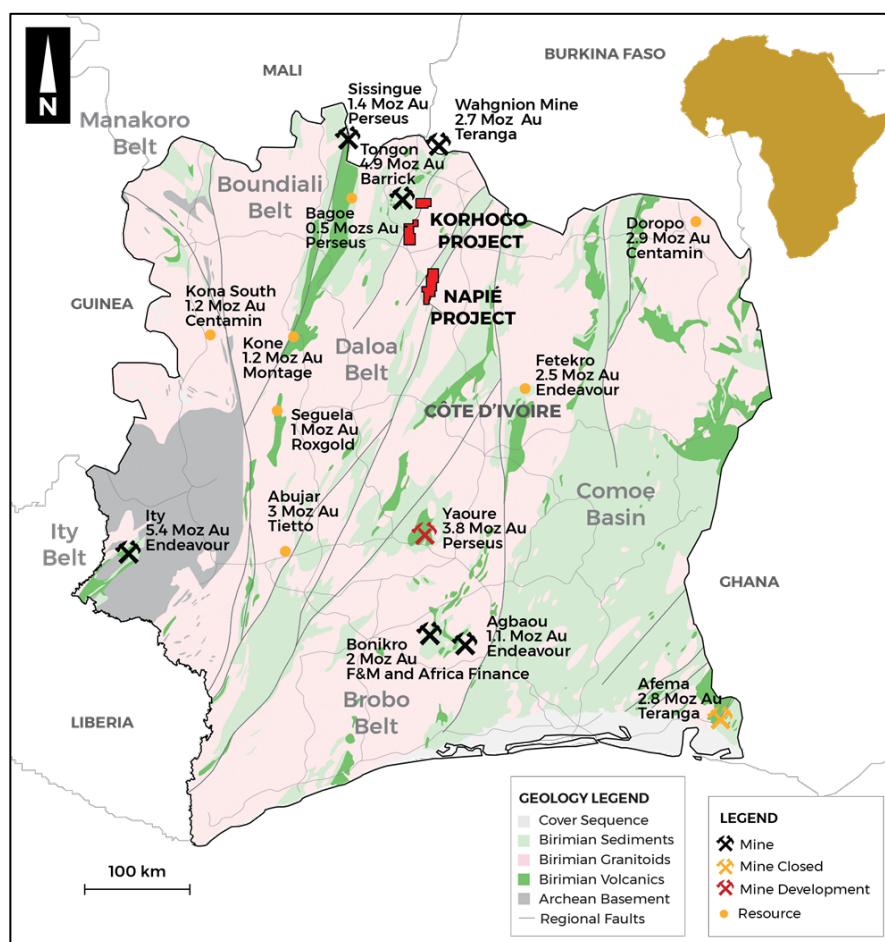 N
MALI
BURKINA FASO
Manakoro
Belt
Sissingue
1.4 Moz Au
Perseus
Wahgnion Mine
2.7 Moz Au
Teranga
Tongon
4.9 Moz Au
Barrick
Boundiali
Belt
Bagoe
0.5 Mozs Au
Perseus
KORHOGO
PROJECT
Doropo
2.9 Moz Au
Centamin
GUINEA
Kona South
1.2 Moz Au
Centamin
NAPIÉ
PROJECT
Kone
1.2 Moz Au
Montage
Daloa
Belt
Fetekro
2.5 Moz Au
Endeavour
CÔTE D'IVOIRE
Seguela
1 Moz Au
Roxgold
Comoe
Basin
Abujar
3 Moz Au
Tietto
Yaoure
3.8 Moz Au
Perseus
Ity
5.4 Moz Au
Endeavour
Ity
Belt
GHANA
Agbaou
1.1. Moz Au
Endeavour
Bonikro
2 Moz Au
F&M and Africa Finance
Afema
2.8 Moz Au
Teranga
Brobo
Belt
LIBERIA
100 km
GEOLOGY LEGEND
Cover Sequence
Birimian Sediments
Birimian Granitoids
Birimian Volcanics
Archean Basement
Regional Faults
LEGEND
Mine
Mine Closed
Mine Development
Resource